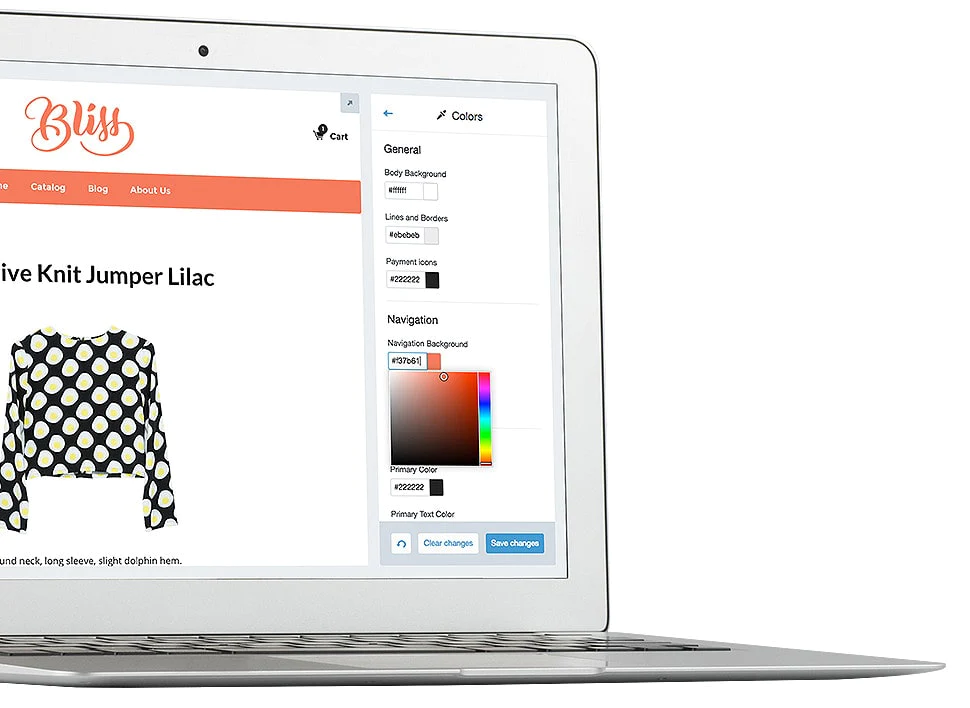 Bliss
1
Cart
Catalog
Blog
About Us
Knit Jumper Lilac
neck, long sleeve, slight dolphin hem.
Colors
General
Body Background
#ffffff
Lines and Borders
#ebebeb
Payment icons
#222222
Navigation
Navigation Background
#f37b61
Primary Color
#222222
Primary Text Color
Clear changes
Save changes